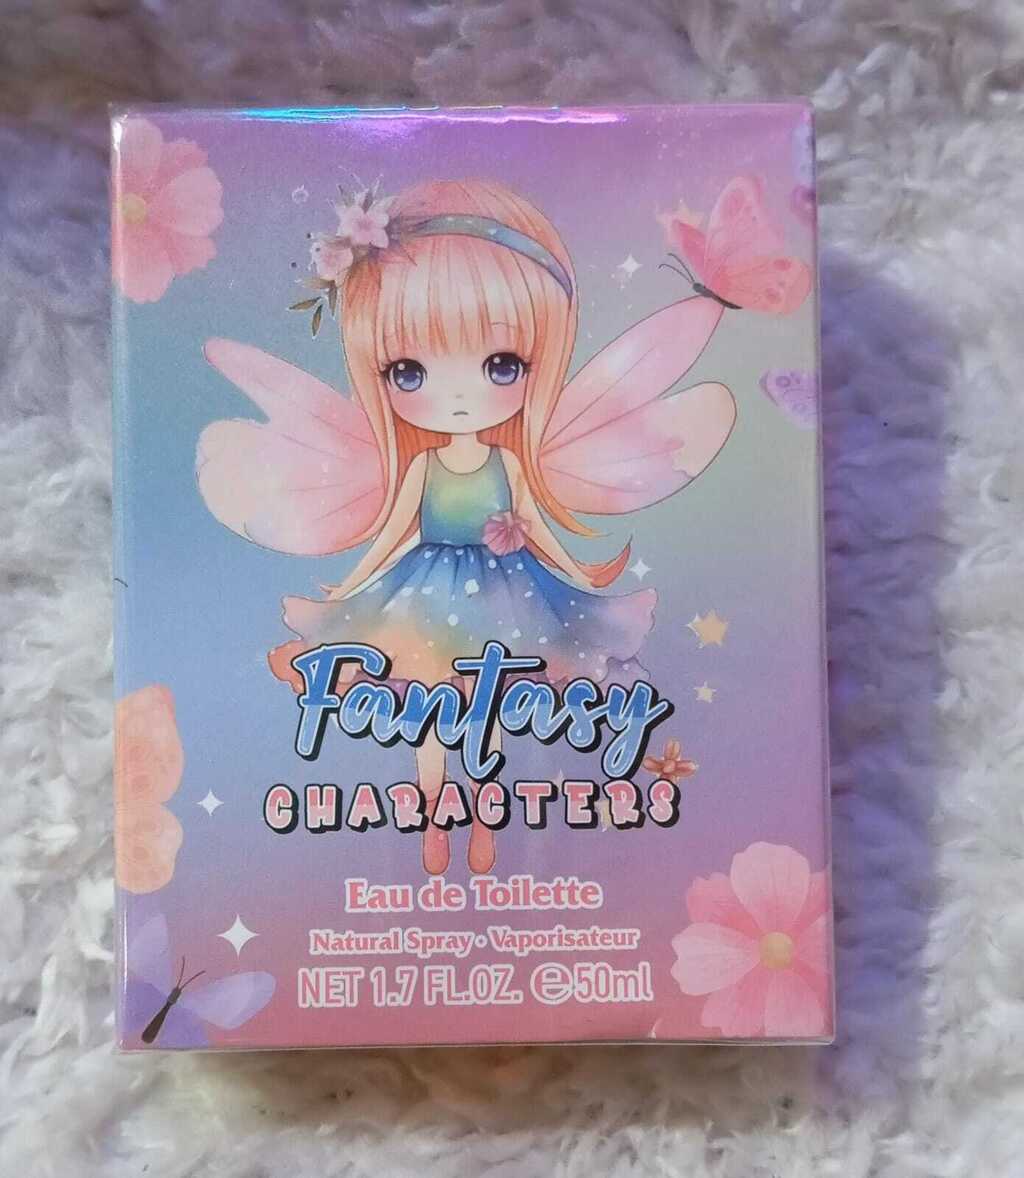 Fantasy
CHARACTERS
Eau de Toilette
Natural Spray • Vaporisateur
NET 1.7 FL.OZ. ℮50ml